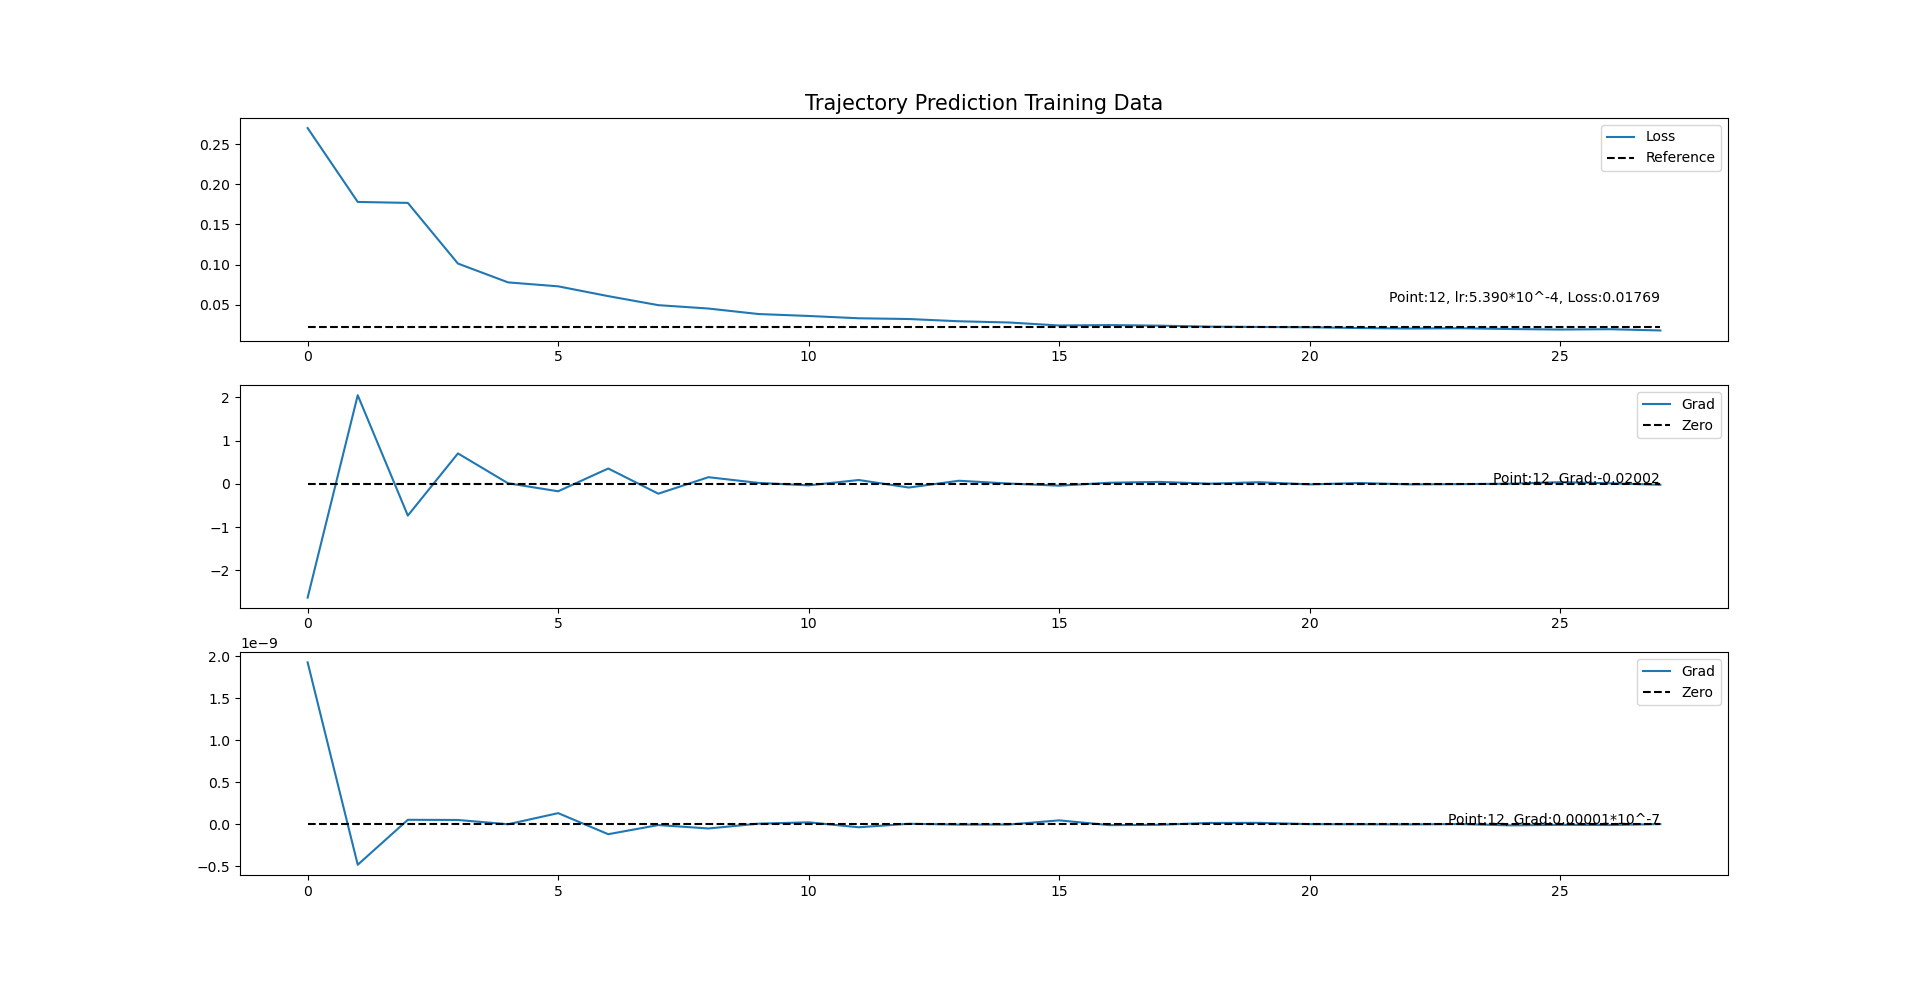 Trajectory Prediction Training Data
0.25
0.20
0.15
0.10
0.05
Loss
Reference
Point:12, lr:5.390*10^-4, Loss:0.01769
0 5 10 15 20 25
2
1
0
−1
−2
Grad
Zero
Point:12, Grad:-0.02002
0 5 10 15 20 25
1e−9
2.0
1.5
1.0
0.5
0.0
−0.5
Grad
Zero
Point:12, Grad:0.00001*10^-7
0 5 10 15 20 25